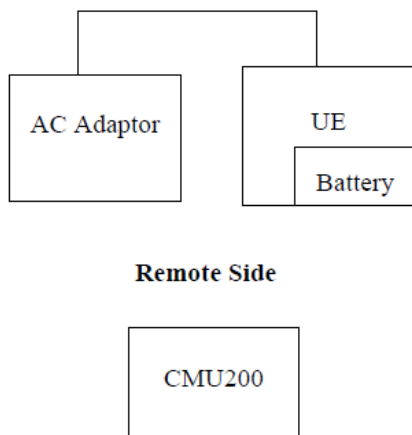 AC Adaptor
UE
Battery
Remote Side
CMU200